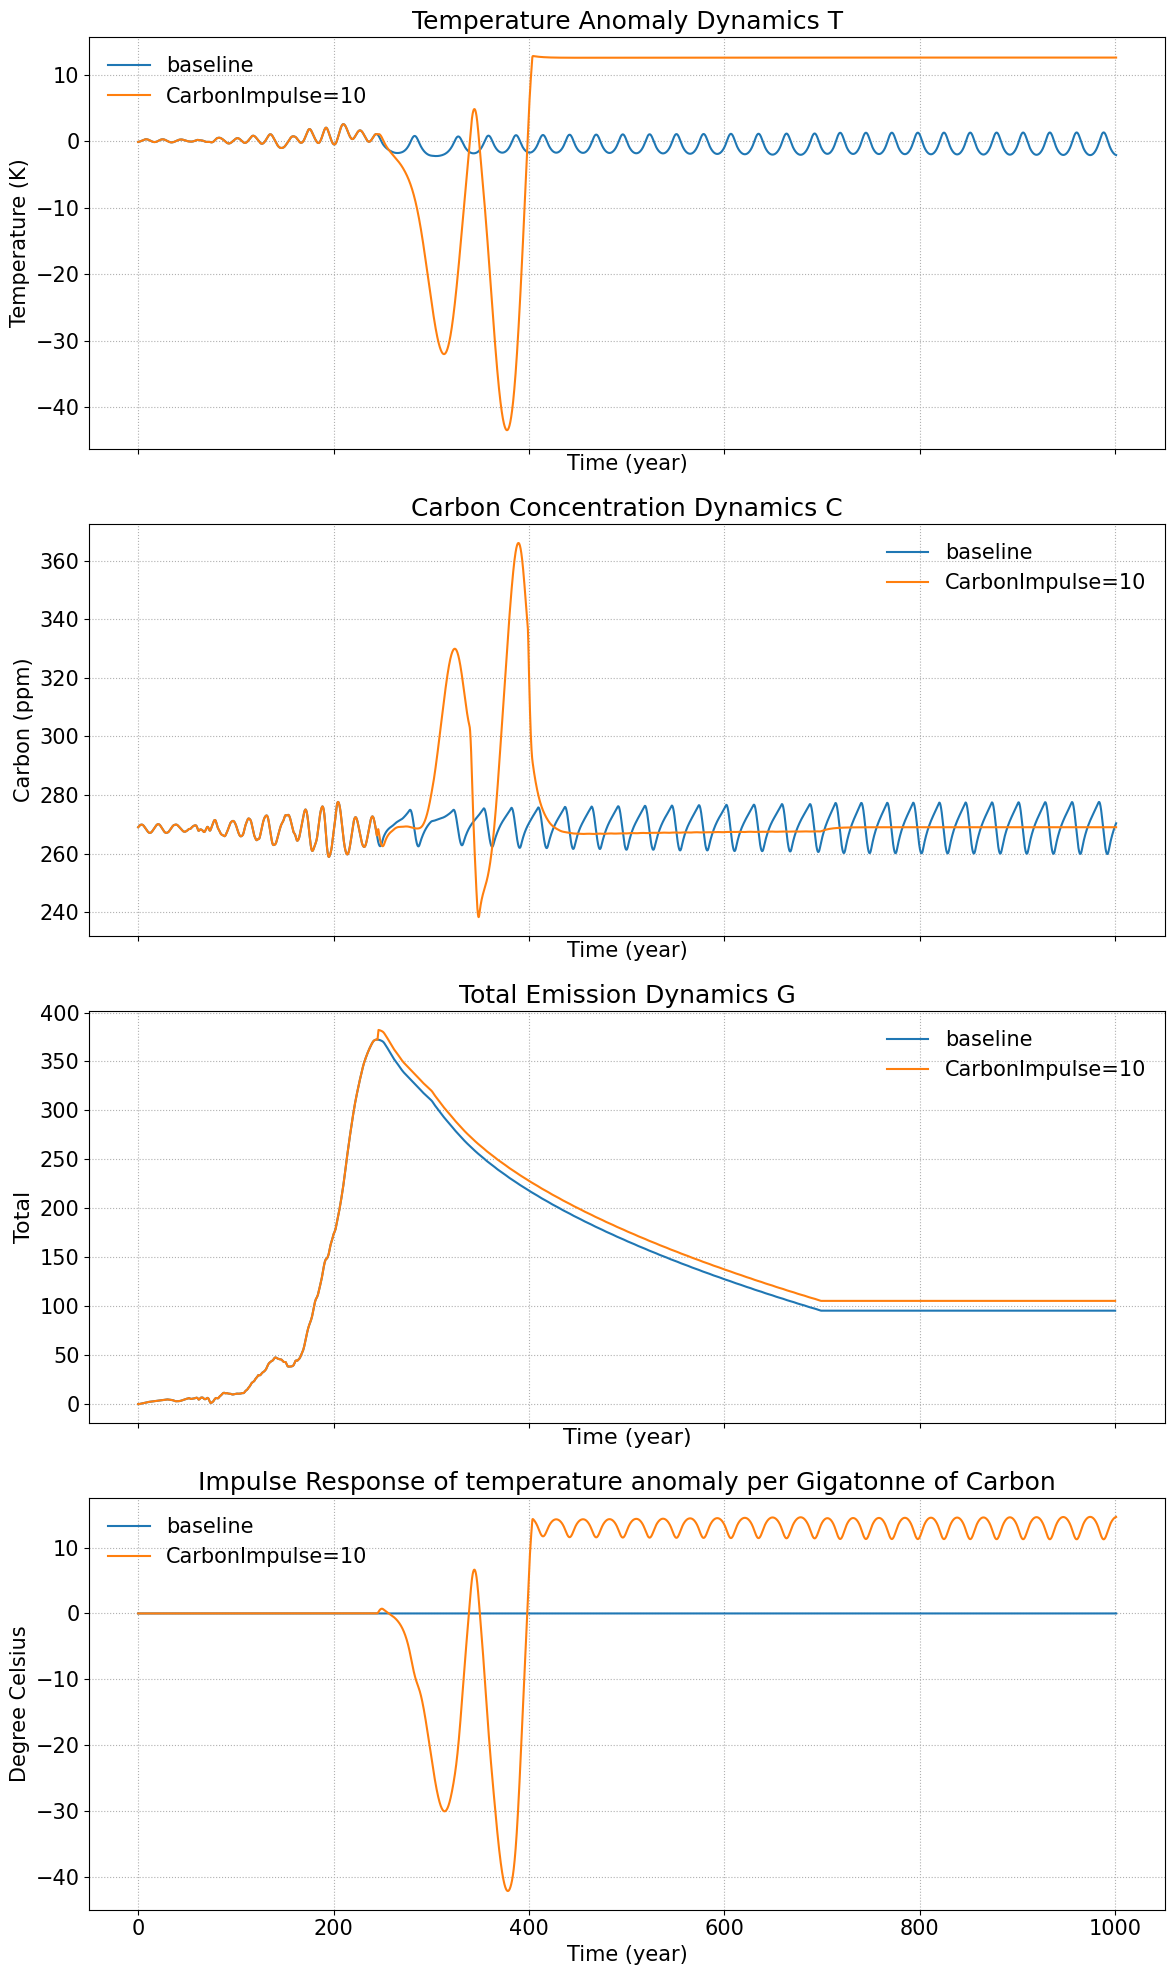 Temperature Anomaly Dynamics T
baseline
CarbonImpulse=10
Temperature (K)
10
0
−10
−20
−30
−40
Time (year)
Carbon Concentration Dynamics C
baseline
CarbonImpulse=10
Carbon (ppm)
360
340
320
300
280
260
240
Time (year)
Total Emission Dynamics G
baseline
CarbonImpulse=10
Total
400
350
300
250
200
150
100
50
0
Time (year)
Impulse Response of temperature anomaly per Gigatonne of Carbon
baseline
CarbonImpulse=10
Degree Celsius
10
0
−10
−20
−30
−40
0 200 400 600 800 1000
Time (year)